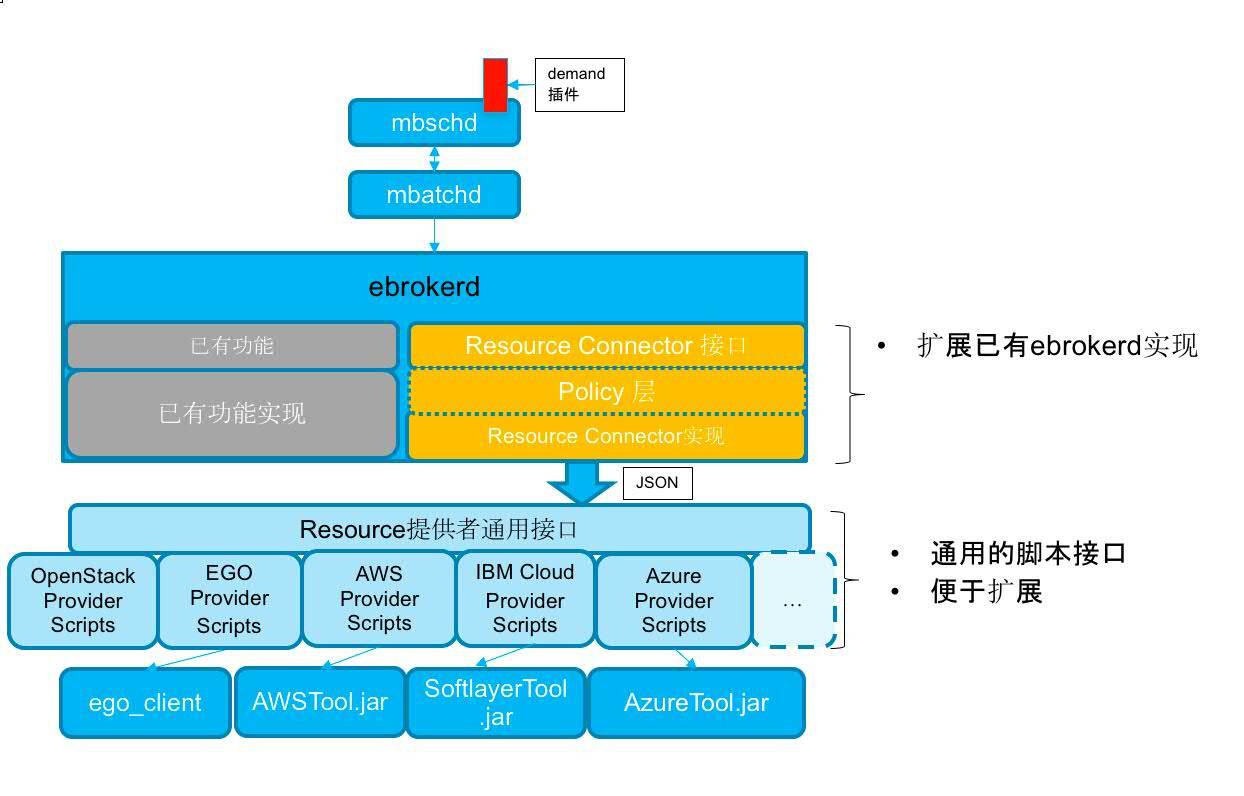 demand
插件
mbschd
mbatchd
ebrokerd
已有功能
Resource Connector 接口
已有功能实现
Policy 层
Resource Connector实现
• 扩展已有ebrokerd实现
JSON
Resource提供者通用接口
OpenStack
Provider
Scripts
EGO
Provider
Scripts
AWS
Provider
Scripts
IBM Cloud
Provider
Scripts
Azure
Provider
Scripts
...
• 通用的脚本接口
• 便于扩展
ego_client
AWSTool.jar
SoftlayerTool
.jar
AzureTool.jar